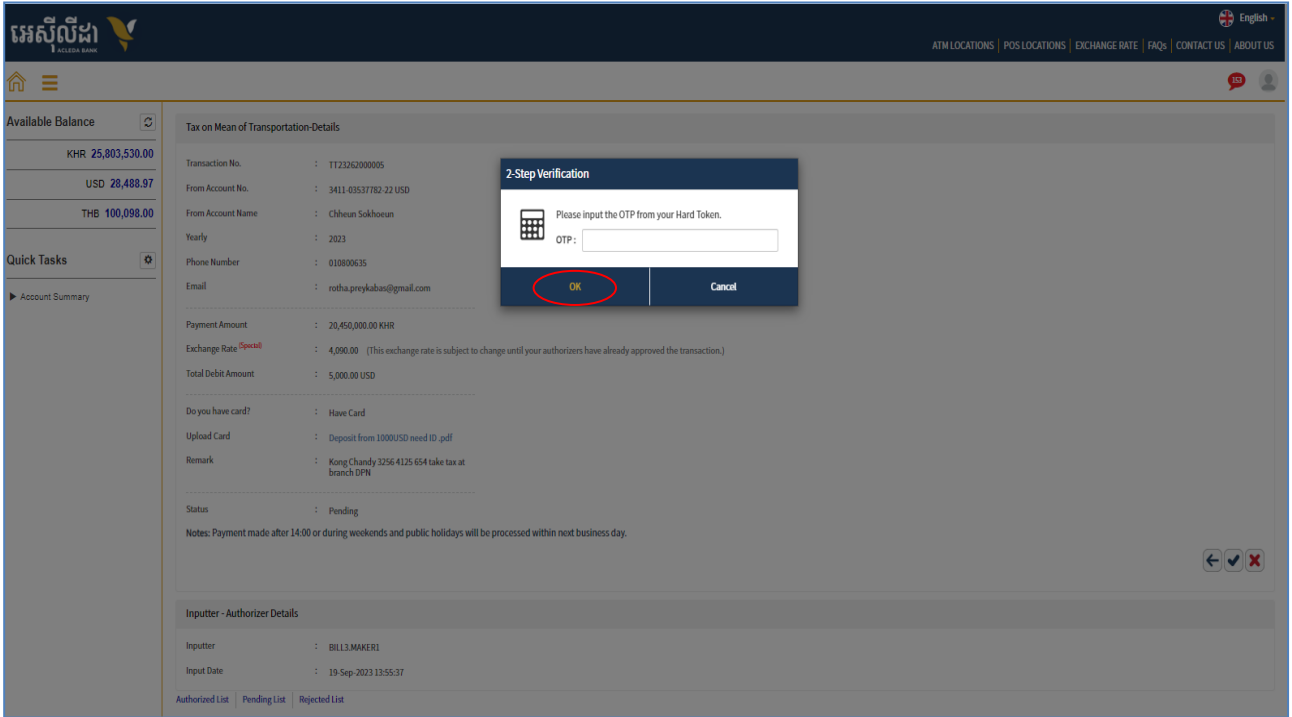 អេស៊ីលីដា
ACLEDA BANK
English
ATM LOCATIONS | POS LOCATIONS | EXCHANGE RATE | FAQs | CONTACT US | ABOUT US
153
Available Balance
KHR 25,803,530.00
USD 28,488.97
THB 100,098.00
Quick Tasks
Account Summary
Tax on Mean of Transportation-Details
Transaction No. : TT23262000005
From Account No. : 3411-03537782-22 USD
From Account Name : Chheun Sokhoeun
Yearly : 2023
Phone Number : 010800635
Email : rotha.preykabas@gmail.com
Payment Amount : 20,450,000.00 KHR
Exchange Rate (Special) : 4,090.00 (This exchange rate is subject to change until your authorizers have already approved the transaction.)
Total Debit Amount : 5,000.00 USD
Do you have card? : Have Card
Upload Card : Deposit from 1000USD need ID .pdf
Remark : Kong Chandy 3256 4125 654 take tax at
branch DPN
Status : Pending
Notes: Payment made after 14:00 or during weekends and public holidays will be processed within next business day.
2-Step Verification
Please input the OTP from your Hard Token.
OTP :
OK
Cancel
Inputter - Authorizer Details
Inputter : BILL3.MAKER1
Input Date : 19-Sep-2023 13:55:37
Authorized List | Pending List | Rejected List